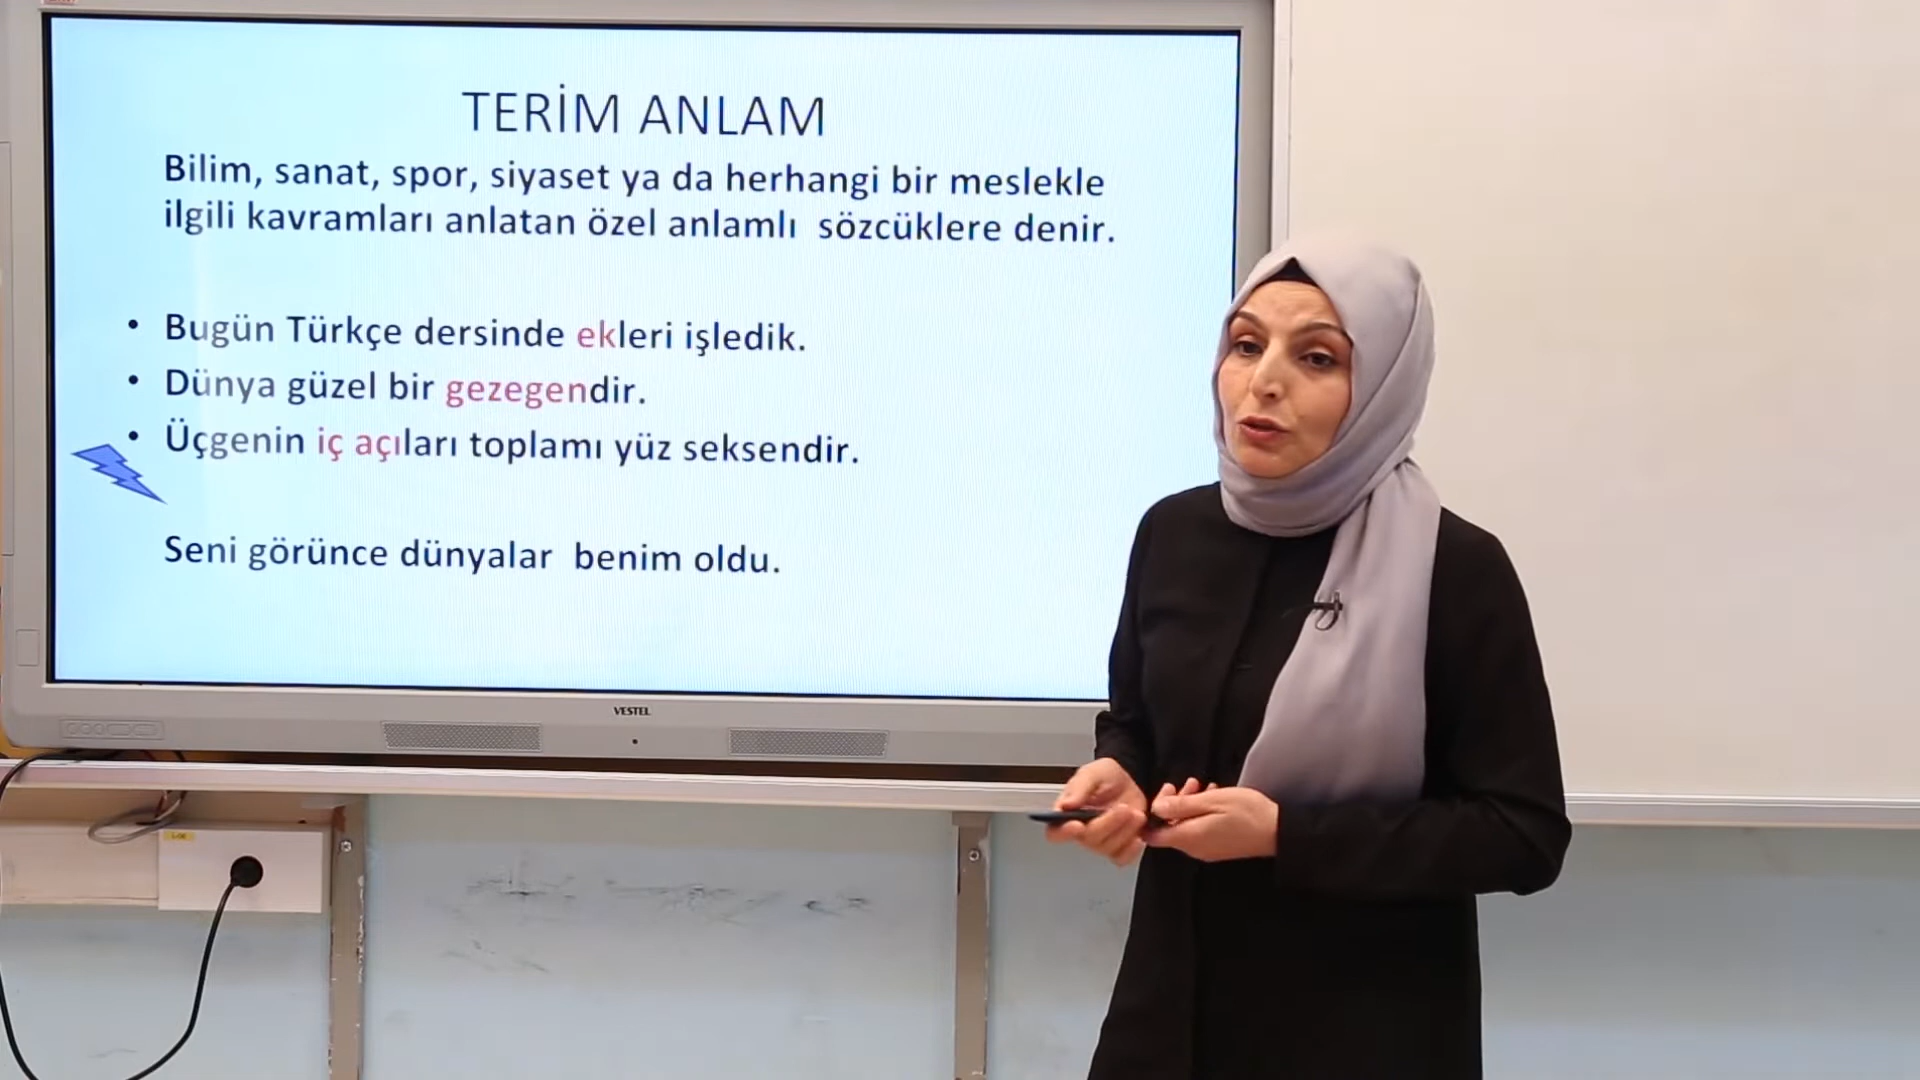 TERİM ANLAM
Bilim, sanat, spor, siyaset ya da herhangi bir meslekle
ilgili kavramları anlatan özel anlamlı sözcüklere denir.
• Bugün Türkçe dersinde ekleri işledik.
• Dünya güzel bir gezegendir.
• Üçgenin iç açıları toplamı yüz seksendir.
Seni görünce dünyalar benim oldu.
VESTEL